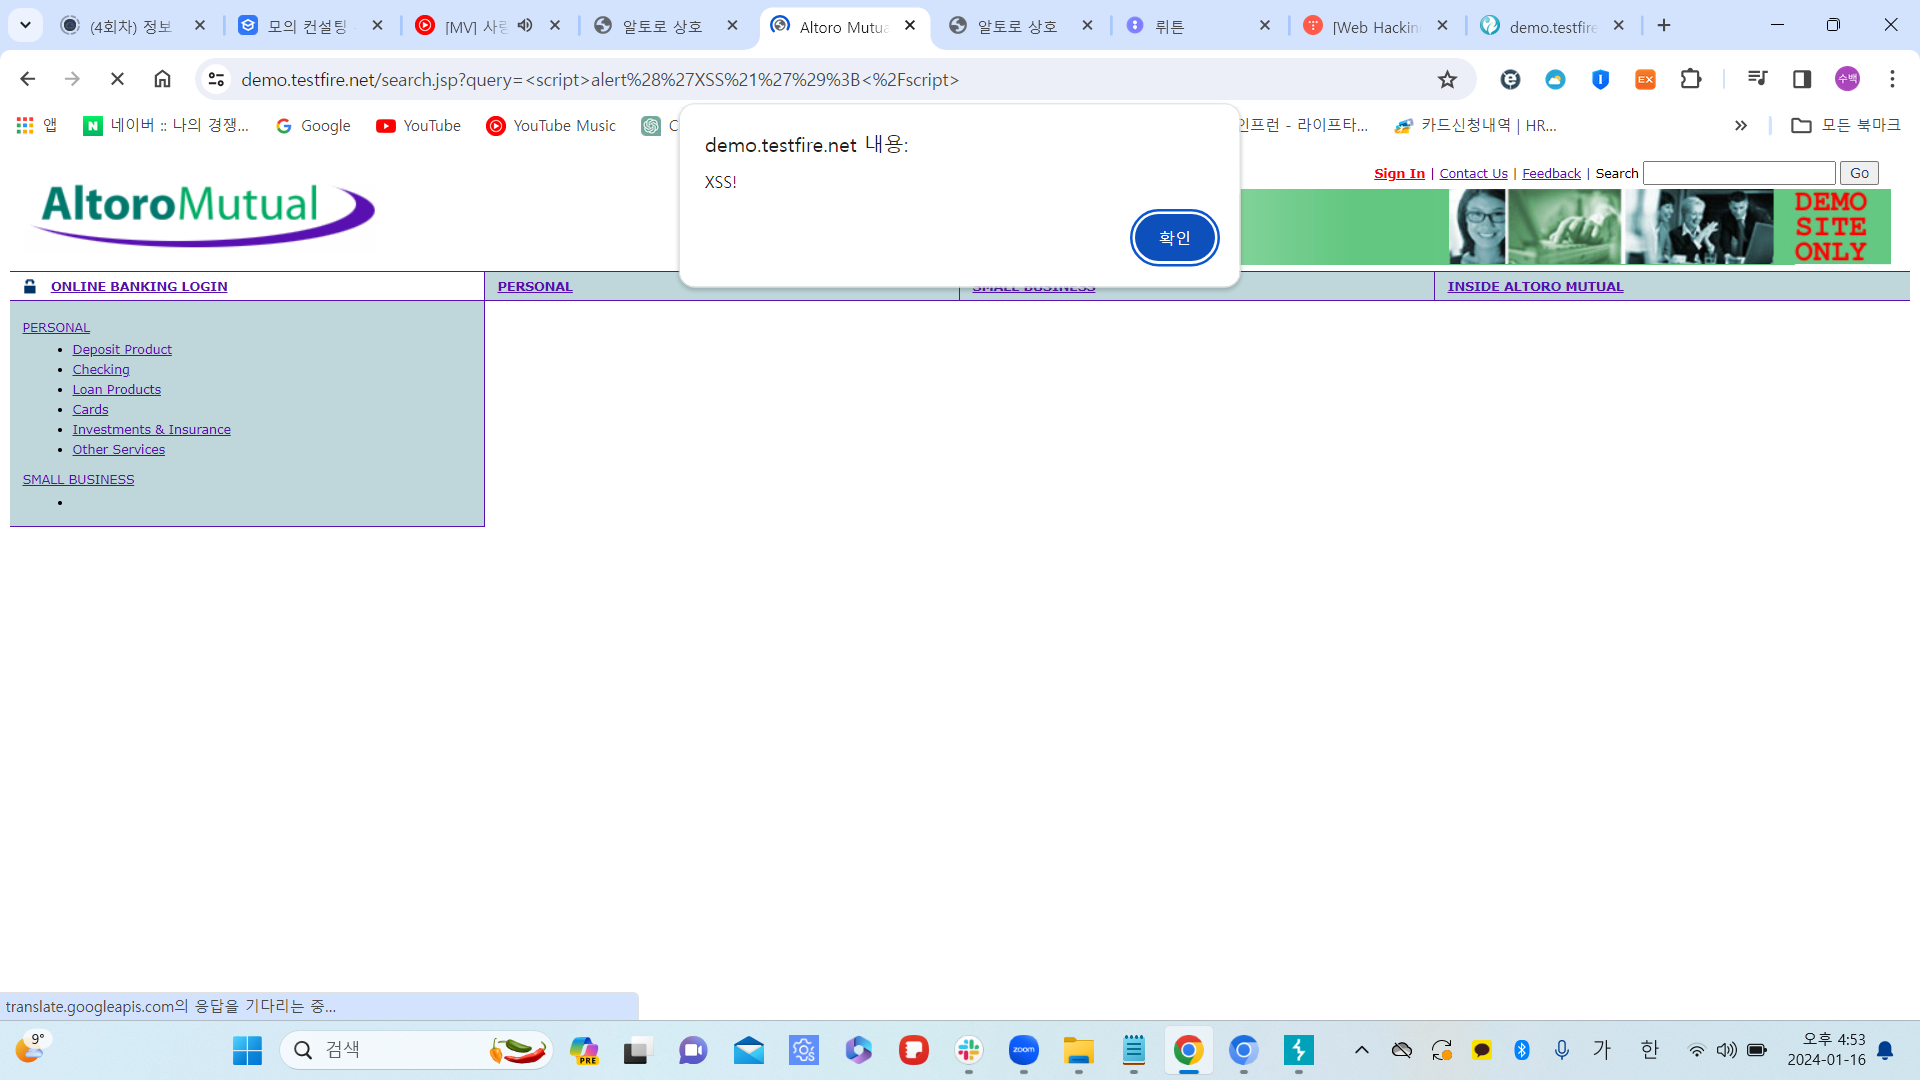 (4회차) 정보
모의 컨설팅
[MV] 사랑
알토로 상호
Altoro Mutua
알토로 상호
뤼튼
[Web Hackin
demo.testfire
demo.testfire.net/search.jsp?query=<script>alert%28%27XSS%21%27%29%3B<%2Fscript>
앱
네이버 :: 나의 경쟁...
Google
YouTube
YouTube Music
인프런 - 라이프타...
카드신청내역 | HR...
모든 북마크
demo.testfire.net 내용:
XSS!
확인
AltoroMutual
Sign In | Contact Us | Feedback | Search
Go
DEMO
SITE
ONLY
ONLINE BANKING LOGIN
PERSONAL
SMALL BUSINESS
INSIDE ALTORO MUTUAL
PERSONAL
Deposit Product
Checking
Loan Products
Cards
Investments & Insurance
Other Services
SMALL BUSINESS
translate.googleapis.com의 응답을 기다리는 중...
9°
검색
PRE
zoom
가
한
오후 4:53
2024-01-16
EX
수백